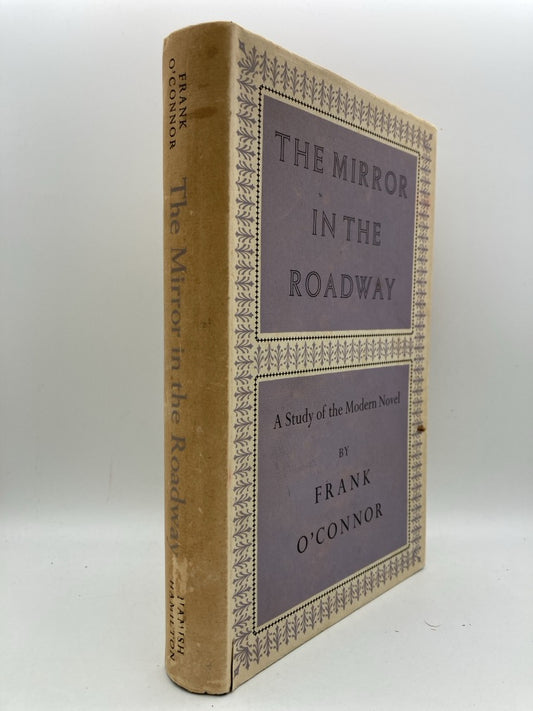 FRANK
O'CONNOR
The Mirror in the Roadway
HAMISH
HAMILTON
THE MIRROR
IN THE
ROADWAY
A Study of the Modern Novel
BY
FRANK
O'CONNOR